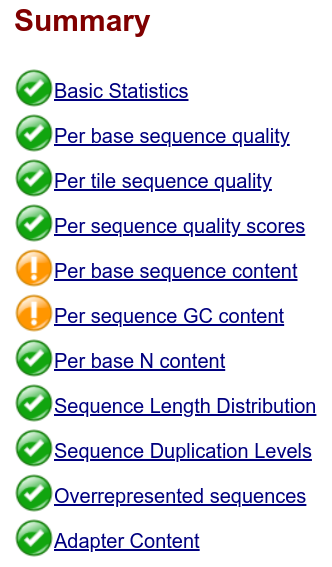 Summary
Basic Statistics
Per base sequence quality
Per tile sequence quality
Per sequence quality scores
Per base sequence content
Per sequence GC content
Per base N content
Sequence Length Distribution
Sequence Duplication Levels
Overrepresented sequences
Adapter Content